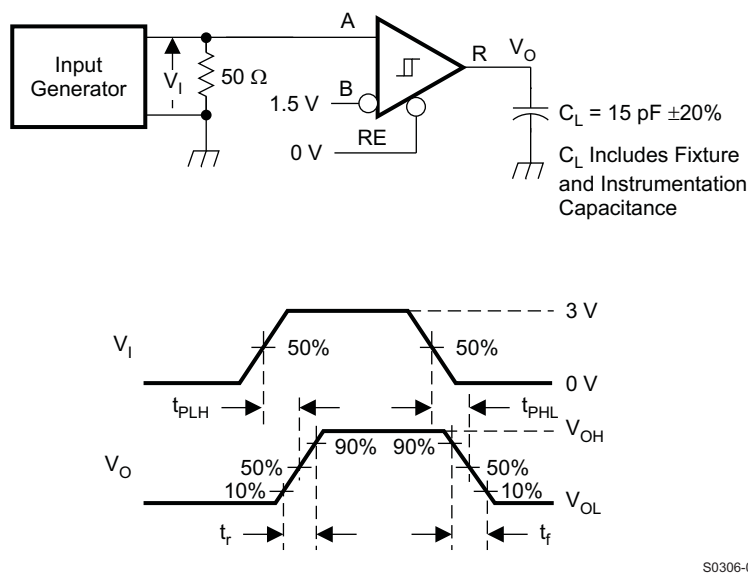 Input
Generator
V_I
50 Ω
A
B
1.5 V
0 V
RE
R
V_O
C_L = 15 pF ±20%
C_L Includes Fixture
and Instrumentation
Capacitance
V_I
50%
50%
3 V
0 V
t_PLH
t_PHL
V_O
90%
90%
V_OH
50%
50%
10%
10%
V_OL
t_r
t_f